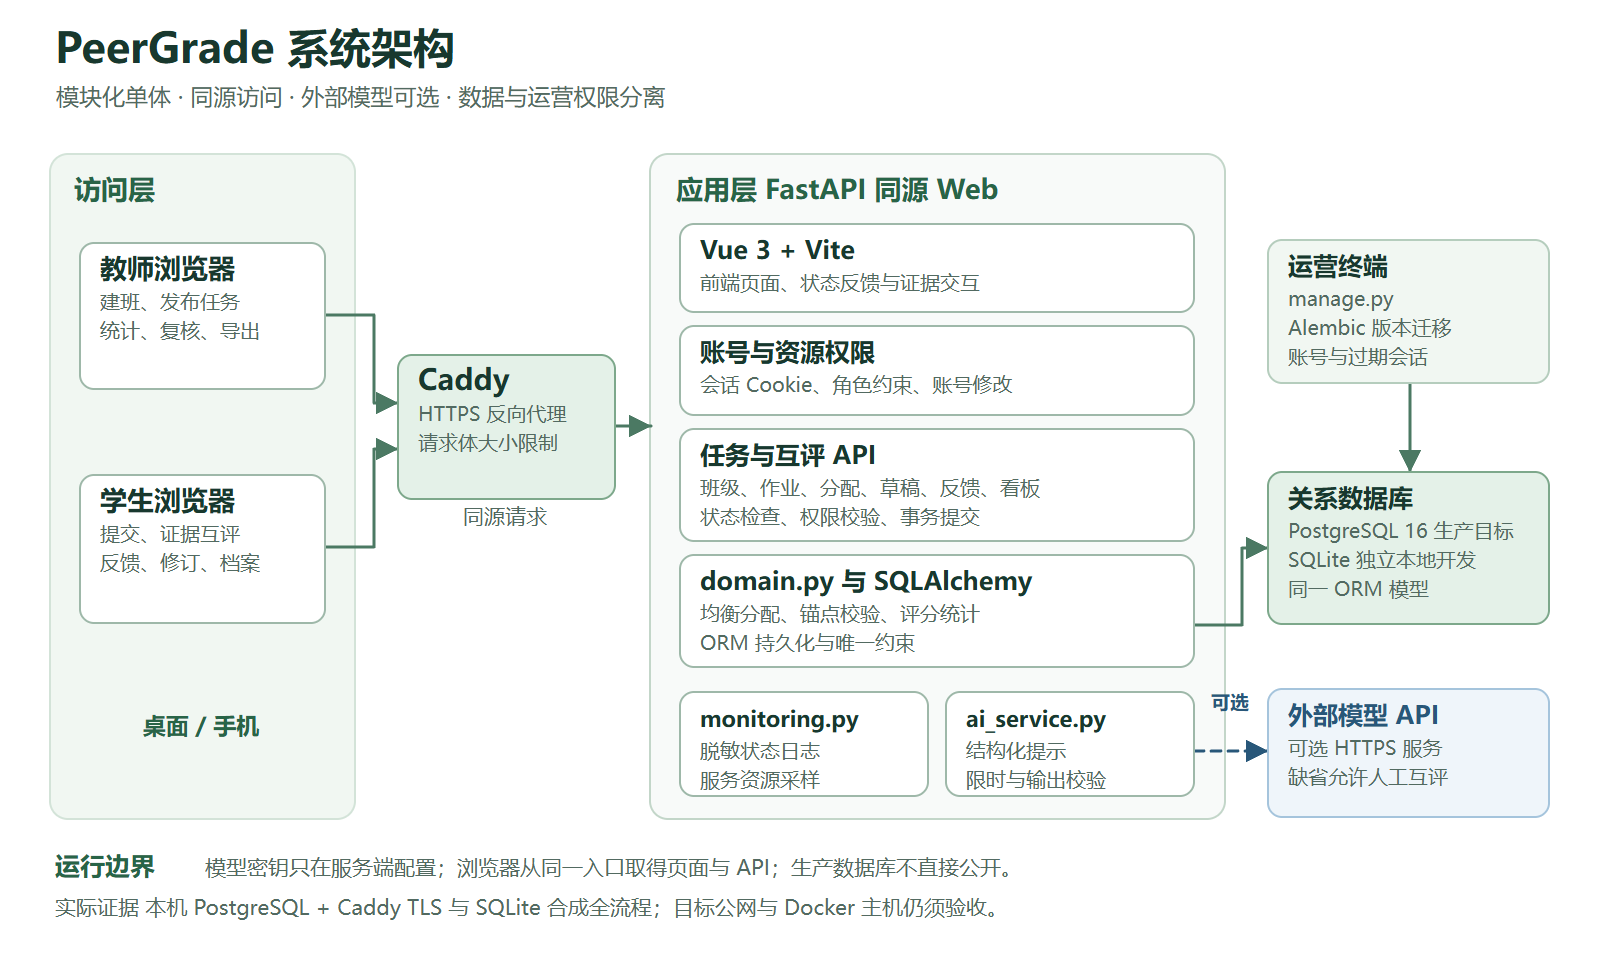 PeerGrade 系统架构
模块化单体 · 同源访问 · 外部模型可选 · 数据与运营权限分离
访问层
教师浏览器
建班、发布任务
统计、复核、导出
学生浏览器
提交、证据互评
反馈、修订、档案
桌面 / 手机
Caddy
HTTPS 反向代理
请求体大小限制
同源请求
应用层 FastAPI 同源 Web
Vue 3 + Vite
前端页面、状态反馈与证据交互
账号与资源权限
会话 Cookie、角色约束、账号修改
任务与互评 API
班级、作业、分配、草稿、反馈、看板
状态检查、权限校验、事务提交
domain.py 与 SQLAlchemy
均衡分配、锚点校验、评分统计
ORM 持久化与唯一约束
monitoring.py
脱敏状态日志
服务资源采样
ai_service.py
结构化提示
限时与输出校验
可选
运营终端
manage.py
Alembic 版本迁移
账号与过期会话
关系数据库
PostgreSQL 16 生产目标
SQLite 独立本地开发
同一 ORM 模型
外部模型 API
可选 HTTPS 服务
缺省允许人工互评
运行边界 模型密钥只在服务端配置；浏览器从同一入口取得页面与 API；生产数据库不直接公开。
实际证据 本机 PostgreSQL + Caddy TLS 与 SQLite 合成全流程；目标公网与 Docker 主机仍须验收。